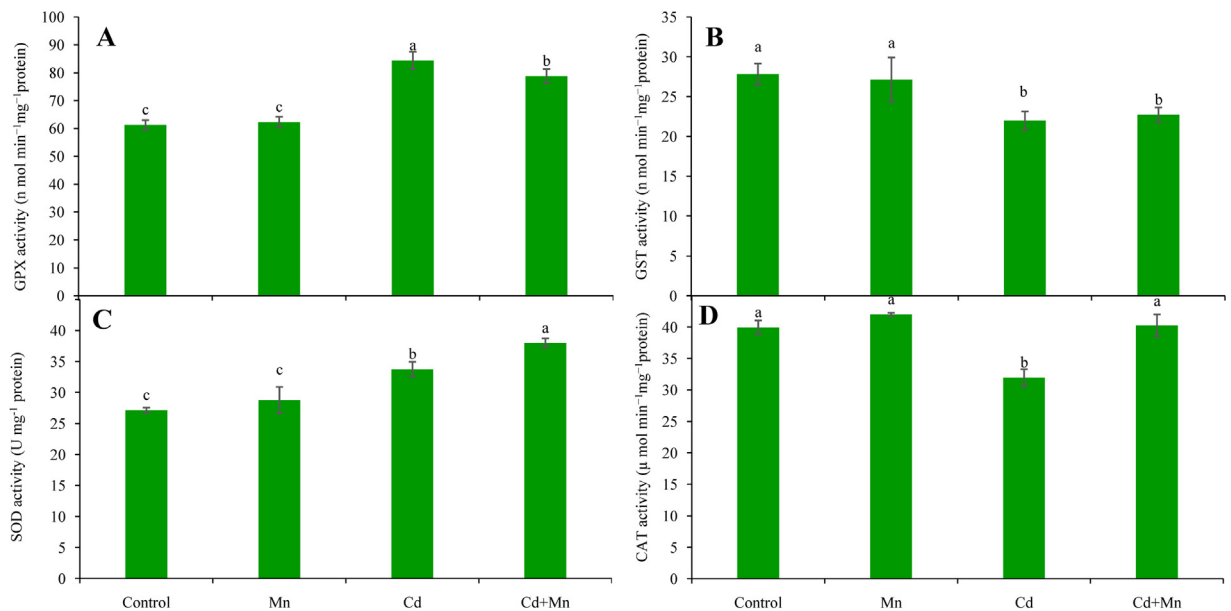 A
GPX activity (n mol min⁻¹mg⁻¹protein)
100
90
80
70
60
50
40
30
20
10
0
c
c
a
b
B
GST activity (n mol min⁻¹mg⁻¹protein)
35
30
25
20
15
10
5
0
a
a
b
b
C
SOD activity (U mg⁻¹ protein)
40
35
30
25
20
15
10
5
0
c
c
b
a
Control
Mn
Cd
Cd+Mn
D
CAT activity (µ mol min⁻¹mg⁻¹protein)
40
35
30
25
20
15
10
5
0
a
a
b
a
Control
Mn
Cd
Cd+Mn